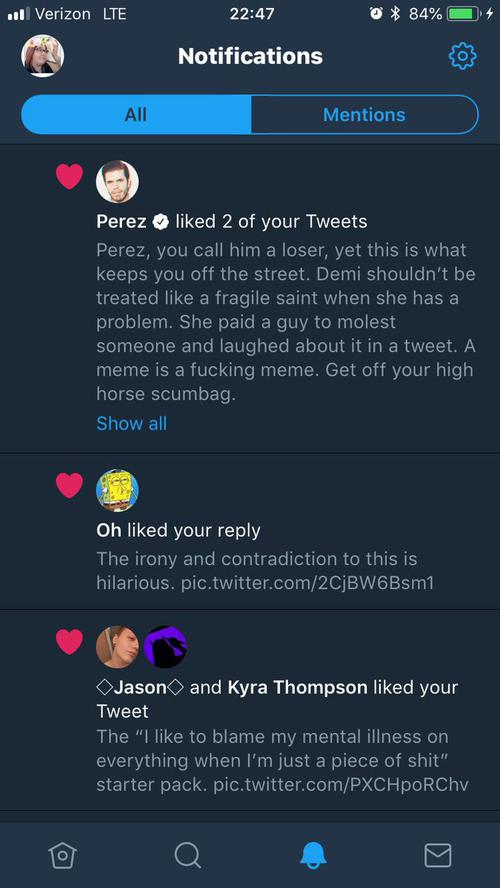 Verizon LTE 22:47 84%
Notifications
All Mentions
Perez liked 2 of your Tweets
Perez, you call him a loser, yet this is what
keeps you off the street. Demi shouldn’t be
treated like a fragile saint when she has a
problem. She paid a guy to molest
someone and laughed about it in a tweet. A
meme is a fucking meme. Get off your high
horse scumbag.
Show all
Oh liked your reply
The irony and contradiction to this is
hilarious. pic.twitter.com/2CjBW6Bsm1
◇Jason◇ and Kyra Thompson liked your
Tweet
The “I like to blame my mental illness on
everything when I’m just a piece of shit”
starter pack. pic.twitter.com/PXCHpoRChv